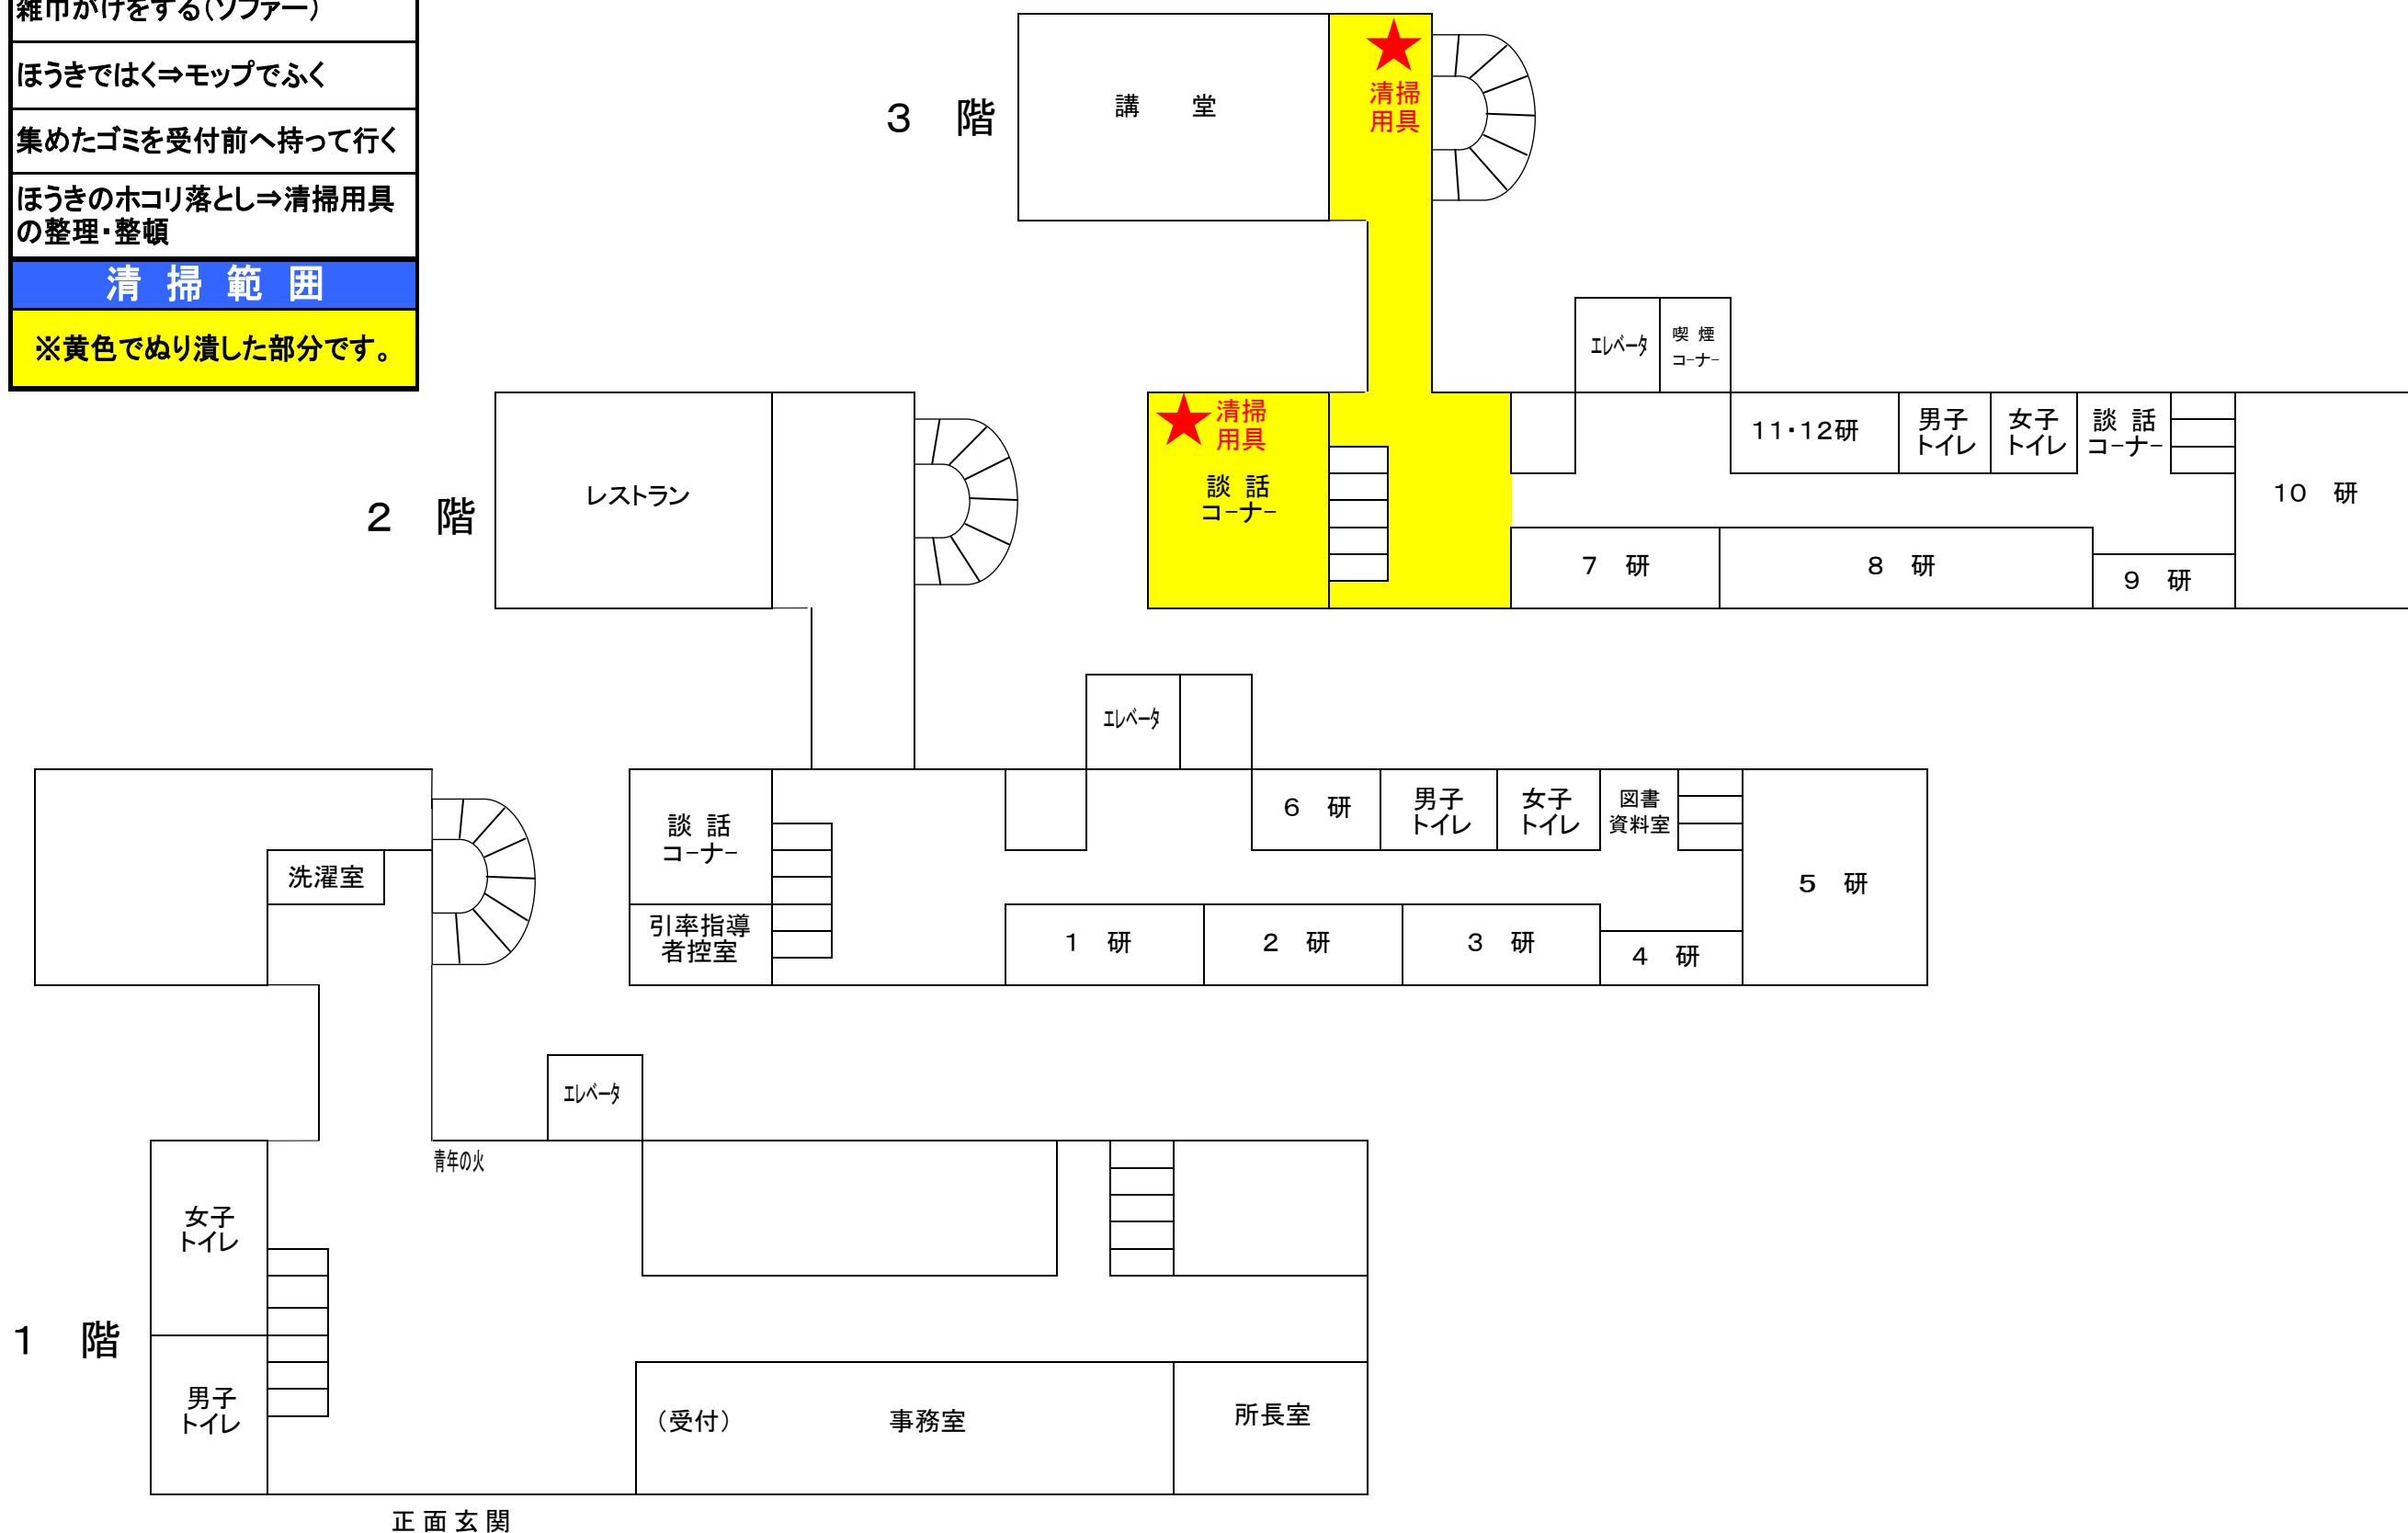 雑巾がけをする（ソファー）
ほうきではく⇒モップでふく
集めたゴミを受付前へ持って行く
ほうきのホコリ落とし⇒清掃用具
の整理・整頓
清 掃 範 囲
※黄色でぬり潰した部分です。
３　階
講　　堂
清掃
用具
エレベータ
喫 煙
コーナー
清掃
用具
談 話
コーナー
１１・１２研
男子
トイレ
女子
トイレ
談 話
コーナー
１０　研
７　研
８　研
９　研
２　階
レストラン
エレベータ
談 話
コーナー
引率指導
者控室
６　研
男子
トイレ
女子
トイレ
図書
資料室
５　研
１　研
２　研
３　研
４　研
洗濯室
エレベータ
青年の火
１　階
女子
トイレ
男子
トイレ
（受付）
事務室
所長室
正面玄関